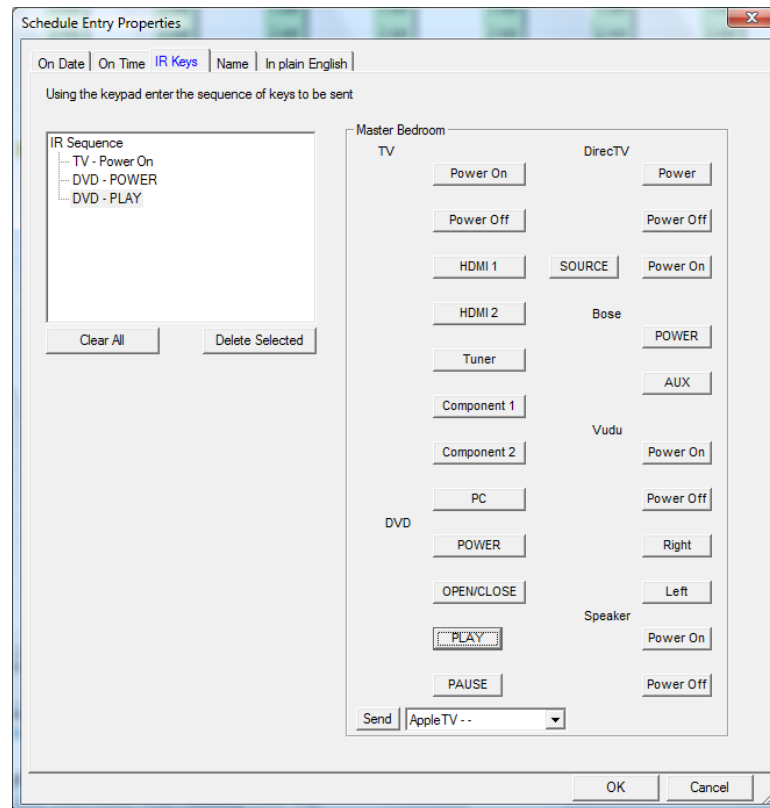 Schedule Entry Properties
On Date On Time IR Keys Name In plain English
Using the keypad enter the sequence of keys to be sent
IR Sequence
TV - Power On
DVD - POWER
DVD - PLAY
Clear All Delete Selected
Master Bedroom
TV DirecTV
Power On Power
Power Off Power Off
HDMI 1 SOURCE Power On
HDMI 2 Bose
POWER
Tuner
AUX
Component 1
Vudu
Component 2 Power On
PC Power Off
DVD
POWER Right
OPEN/CLOSE Left
Speaker
PLAY Power On
PAUSE Power Off
Send AppleTV - -
OK Cancel